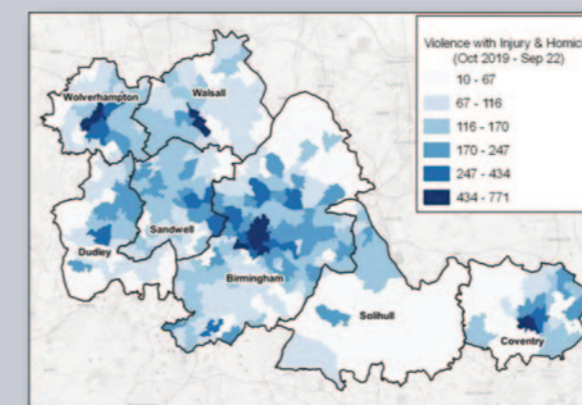 Violence with Injury & Homic
(Oct 2019 - Sep 22)
10 - 67
67 - 116
116 - 170
170 - 247
247 - 434
434 - 771
Wolverhampton
Walsall
Sandwell
Dudley
Birmingham
Solihull
Coventry